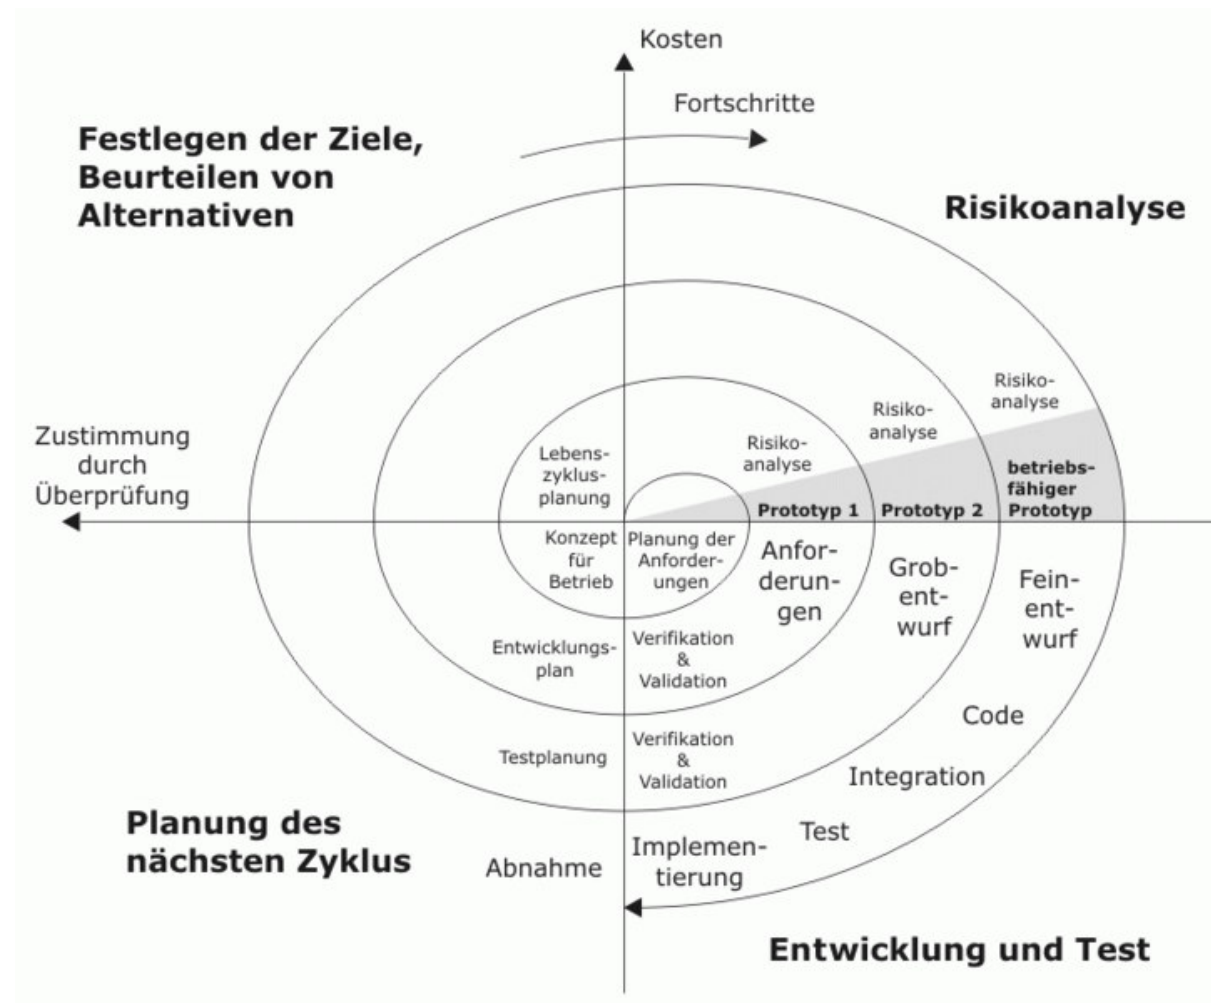 Kosten
Fortschritte
Festlegen der Ziele,
Beurteilen von
Alternativen
Risikoanalyse
Risiko-
analyse
Risiko-
analyse
Risiko-
analyse
Zustimmung
durch
Überprüfung
Lebens-
zyklus-
planung
betriebs-
fähiger
Prototyp
Prototyp 1
Prototyp 2
Konzept
für
Betrieb
Planung der
Anforder-
ungen
Anfor-
derun-
gen
Grob-
ent-
wurf
Fein-
ent-
wurf
Entwicklungs-
plan
Verifikation
&
Validation
Code
Testplanung
Verifikation
&
Validation
Integration
Planung des
nächsten Zyklus
Abnahme
Implemen-
tierung
Test
Entwicklung und Test